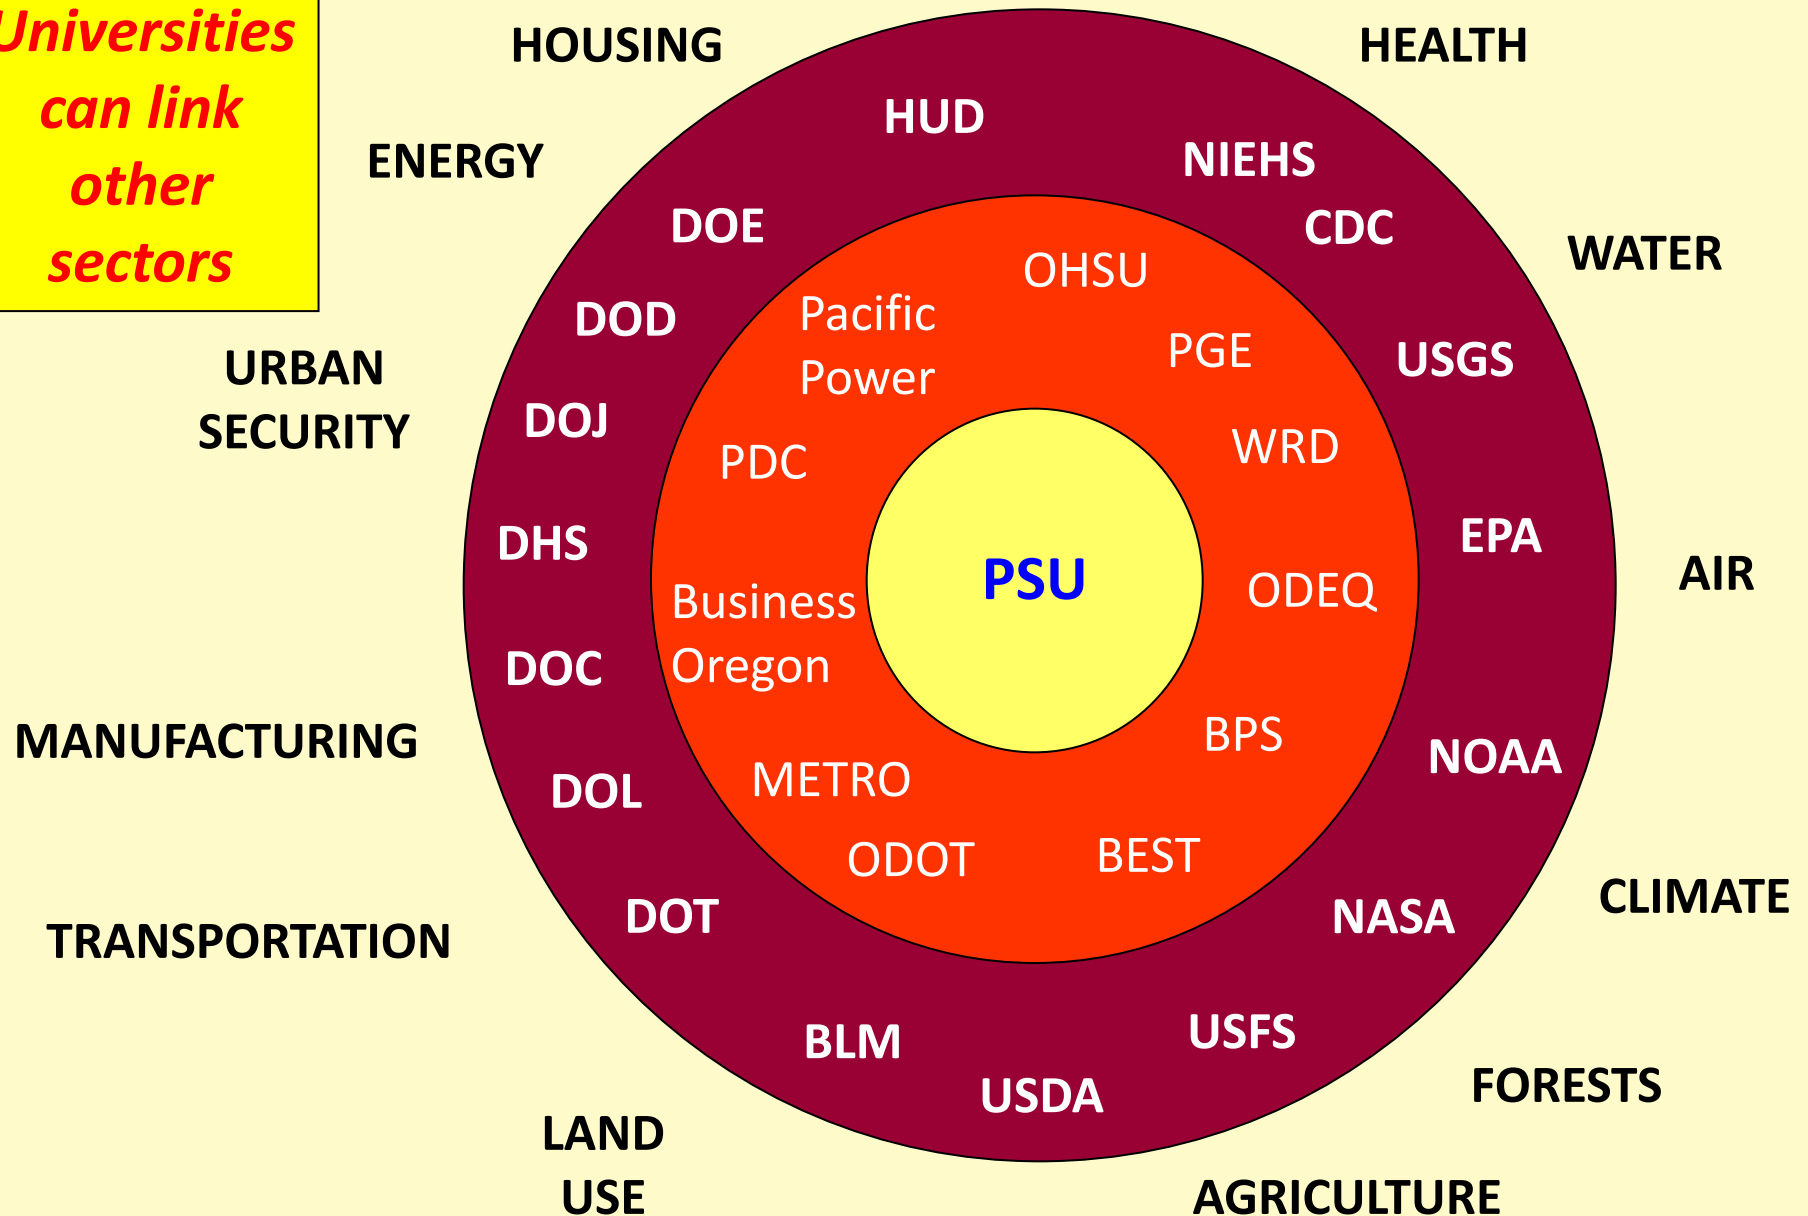 Universities
can link
other
sectors
HOUSING
HEALTH
ENERGY
WATER
URBAN
SECURITY
AIR
MANUFACTURING
CLIMATE
TRANSPORTATION
FORESTS
LAND
USE
AGRICULTURE
HUD
NIEHS
CDC
DOE
DOD
USGS
DOJ
EPA
DHS
DOC
NOAA
DOL
DOT
NASA
BLM
USFS
USDA
OHSU
Pacific
Power
PGE
WRD
PDC
ODEQ
Business
Oregon
BPS
METRO
ODOT
BEST
PSU